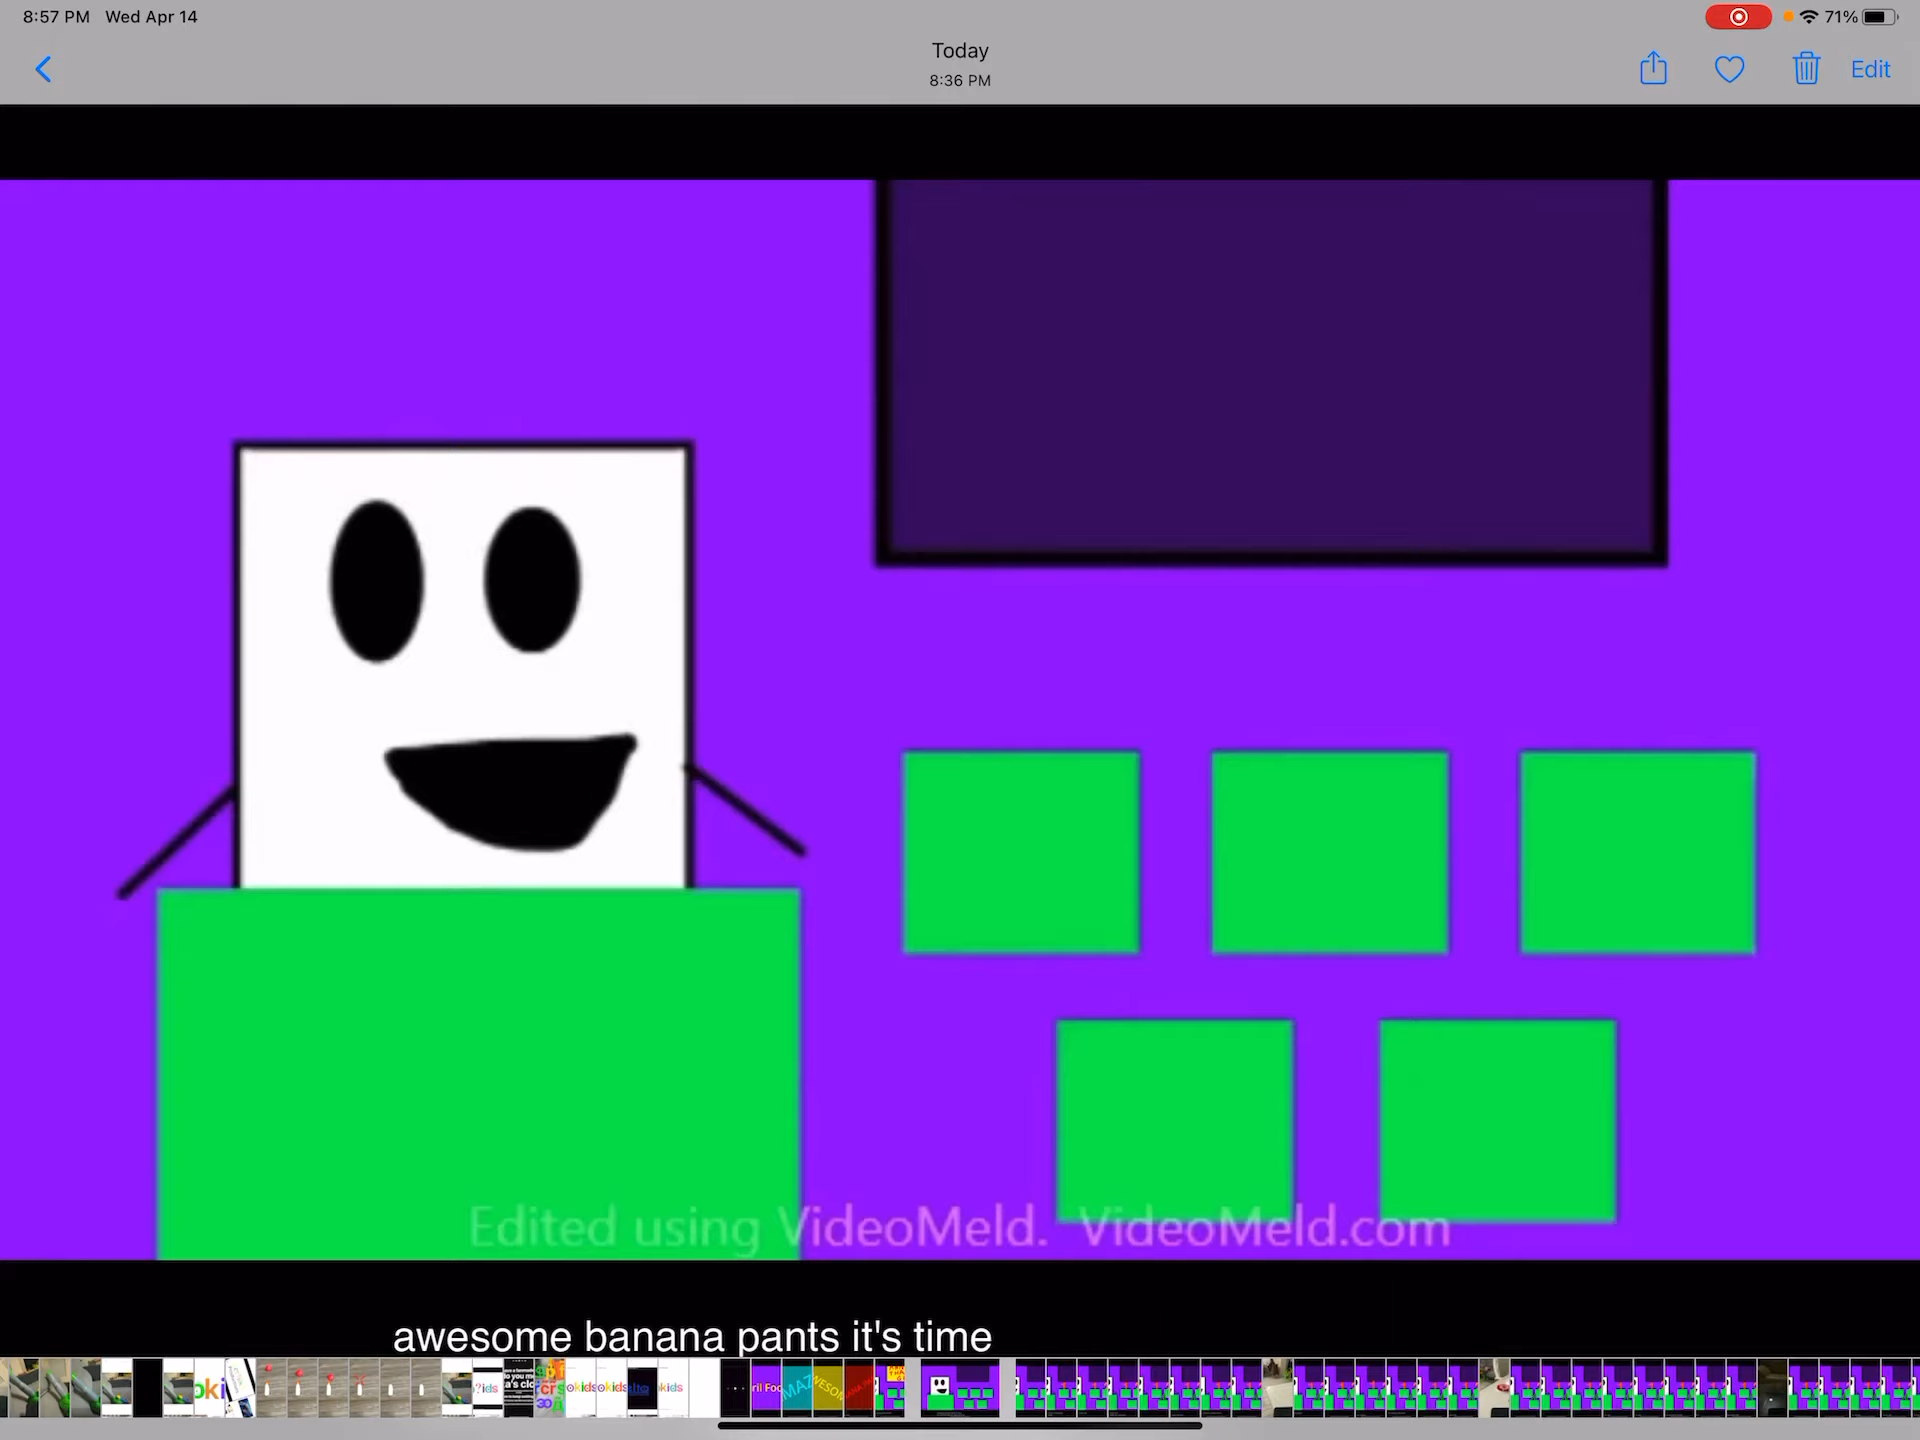 8:57 PM Wed Apr 14
71%
Today
8:36 PM
Edit
Edited using VideoMeld. VideoMeld.com
awesome banana pants it's time